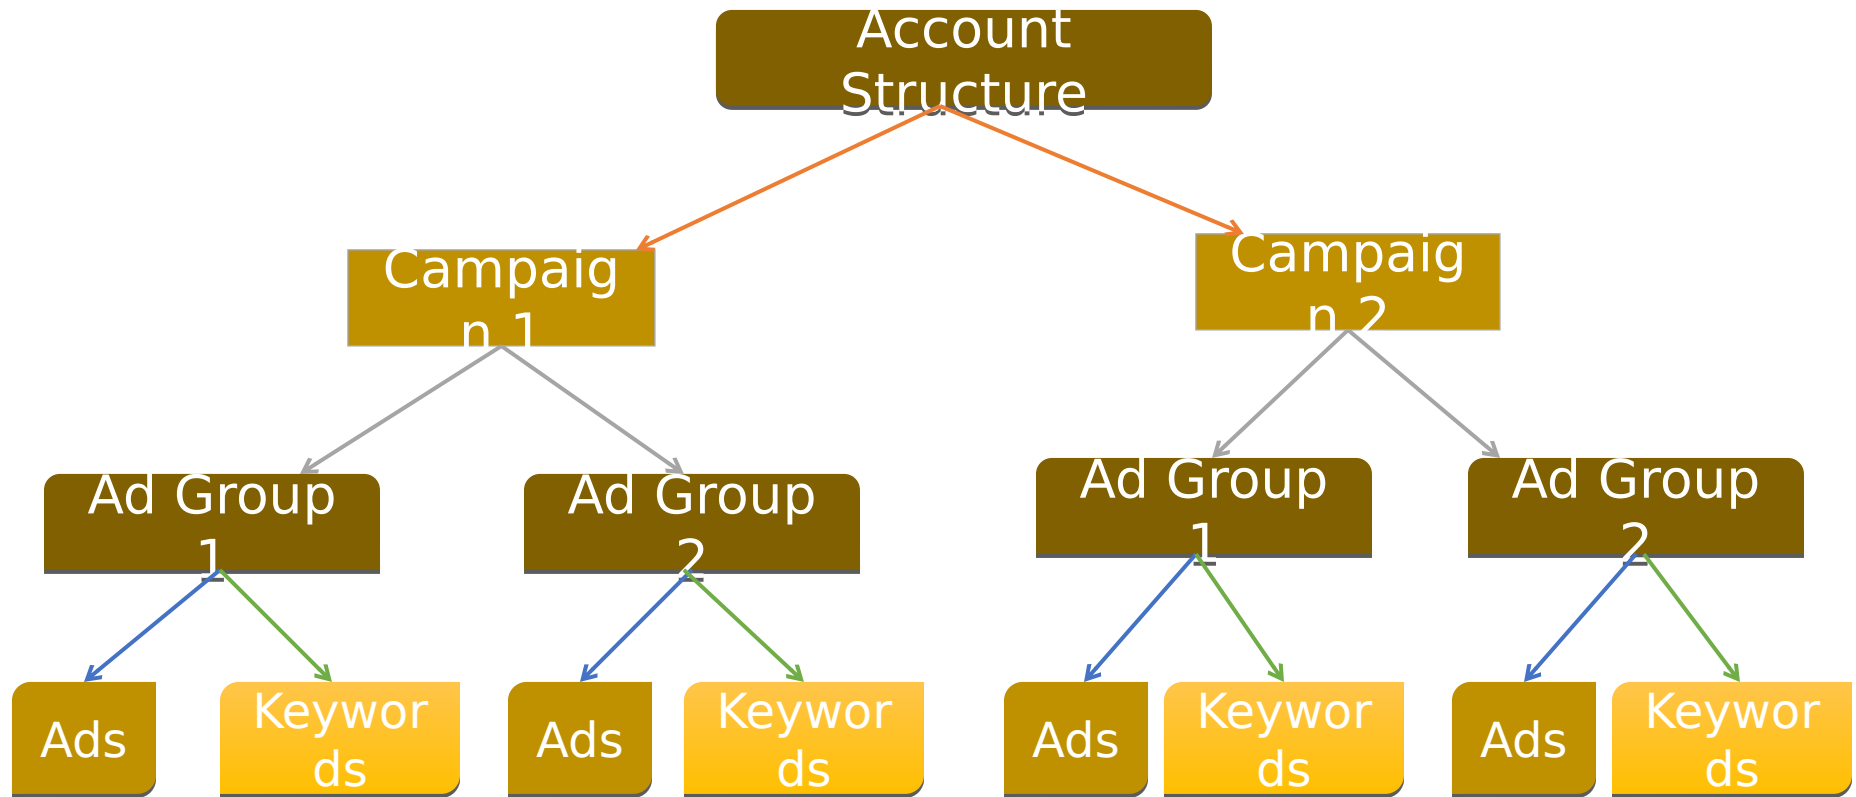 Account
Structure
Campaig
n 1
Campaig
n 2
Ad Group
1
Ad Group
2
Ad Group
1
Ad Group
2
Ads
Keywor
ds
Ads
Keywor
ds
Ads
Keywor
ds
Ads
Keywor
ds